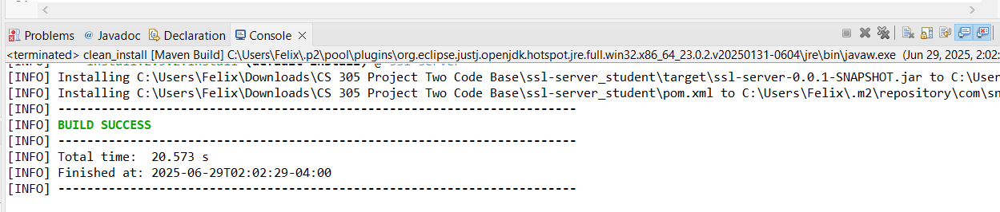 Problems Javadoc Declaration Console
<terminated> clean_install [Maven Build] C:\Users\Felix\.p2\pool\plugins\org.eclipse.justj.openjdk.hotspot.jre.full.win32.x86_64_23.0.2.v20250131-0604\jre\bin\javaw.exe (Jun 29, 2025, 2:02:
[INFO] Installing C:\Users\Felix\Downloads\CS 305 Project Two Code Base\ssl-server_student\target\ssl-server-0.0.1-SNAPSHOT.jar to C:\User
[INFO] Installing C:\Users\Felix\Downloads\CS 305 Project Two Code Base\ssl-server_student\pom.xml to C:\Users\Felix\.m2\repository\com\sn
[INFO] ------------------------------------------------------------------------
[INFO] BUILD SUCCESS
[INFO] ------------------------------------------------------------------------
[INFO] Total time:  20.573 s
[INFO] Finished at: 2025-06-29T02:02:29-04:00
[INFO] ------------------------------------------------------------------------